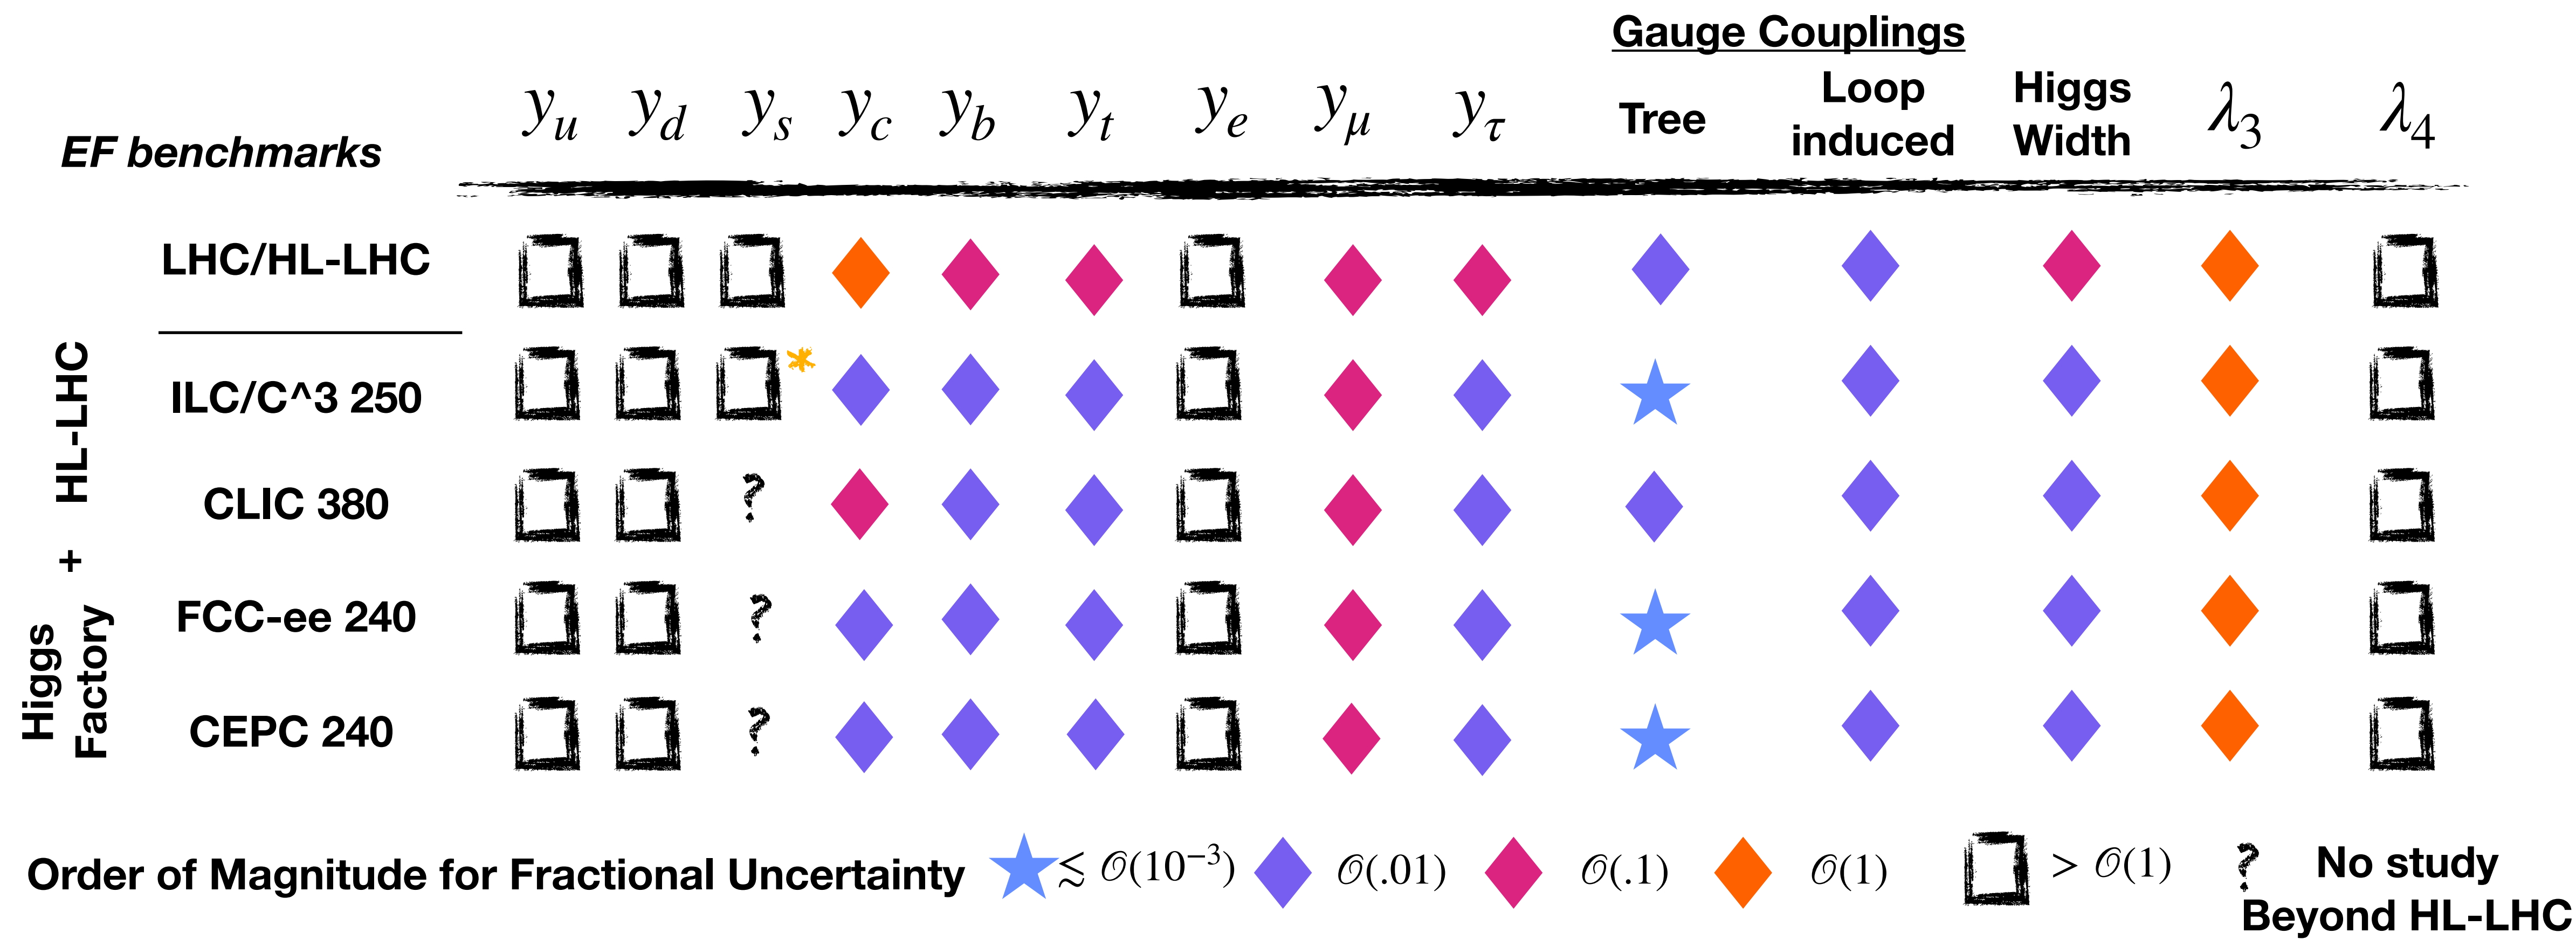 Gauge Couplings
EF benchmarks y_u y_d y_s y_c y_b y_t y_e y_μ y_τ Tree Loop induced Higgs Width λ_3 λ_4
LHC/HL-LHC
ILC/C^3 250 *
CLIC 380 ?
FCC-ee 240 ?
CEPC 240 ?
Higgs Factory + HL-LHC
Order of Magnitude for Fractional Uncertainty ≲ 𝒪(10⁻³) 𝒪(.01) 𝒪(.1) 𝒪(1) > 𝒪(1) ? No study
Beyond HL-LHC